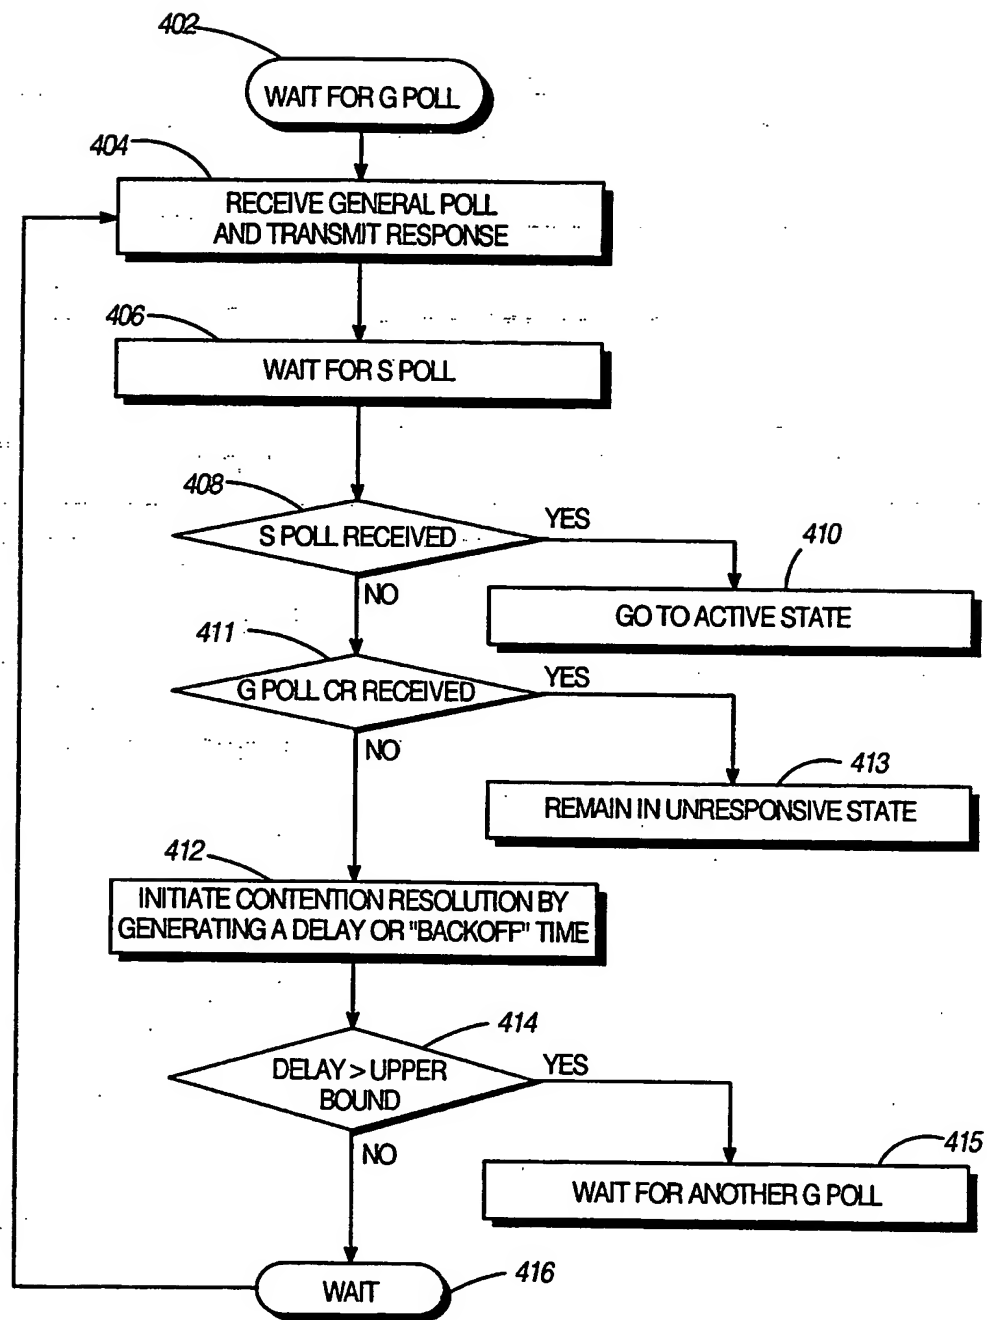 402
WAIT FOR G POLL
404
RECEIVE GENERAL POLL
AND TRANSMIT RESPONSE
406
WAIT FOR S POLL
408
S POLL RECEIVED
YES
410
NO
GO TO ACTIVE STATE
411
G POLL CR RECEIVED
YES
NO
413
REMAIN IN UNRESPONSIVE STATE
412
INITIATE CONTENTION RESOLUTION BY
GENERATING A DELAY OR "BACKOFF" TIME
414
DELAY > UPPER
BOUND
YES
NO
415
WAIT FOR ANOTHER G POLL
WAIT
416